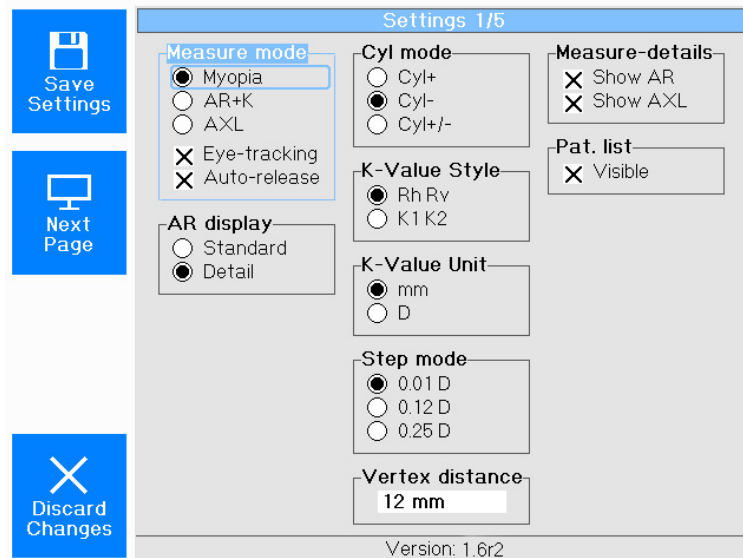 Settings 1/5
Save
Settings
Next
Page
Discard
Changes
Measure mode
Myopia
AR+K
AXL
Eye-tracking
Auto-release
AR display
Standard
Detail
Cyl mode
Cyl+
Cyl-
Cyl+/-
K-Value Style
Rh Rv
K1 K2
K-Value Unit
mm
D
Step mode
0.01 D
0.12 D
0.25 D
Vertex distance
12 mm
Measure-details
Show AR
Show AXL
Pat. list
Visible
Version: 1.6r2